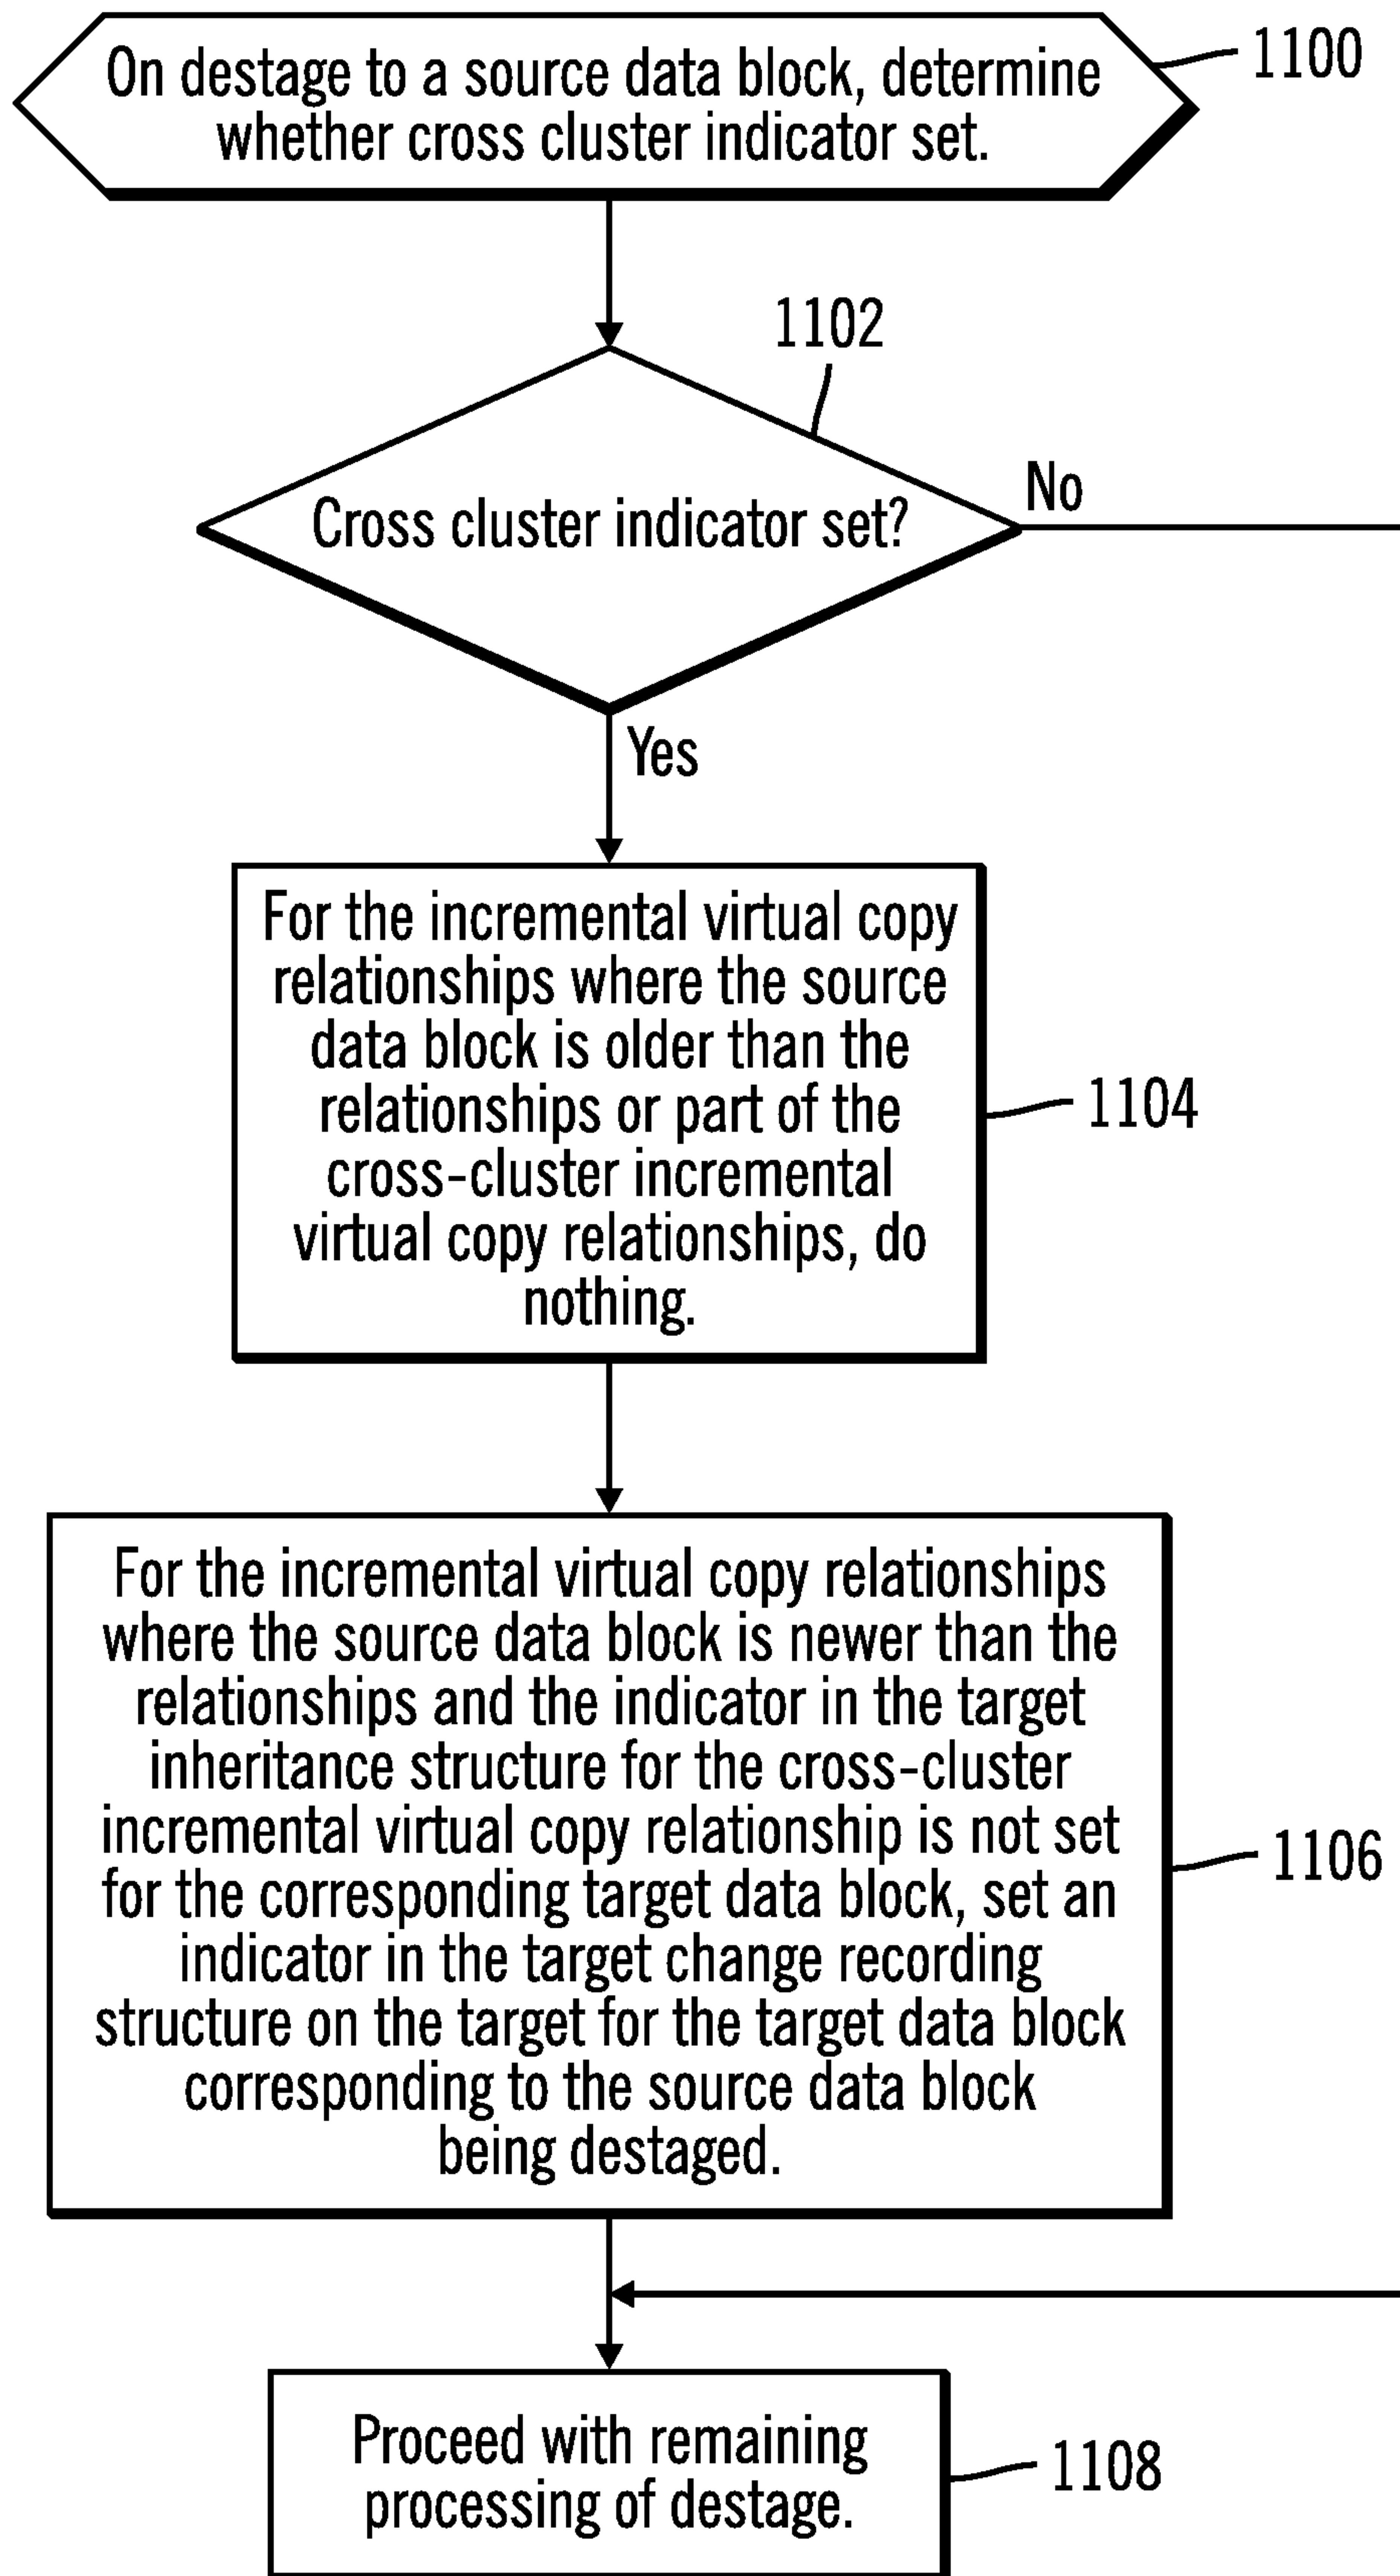 On destage to a source data block, determine
whether cross cluster indicator set.
1100
1102
Cross cluster indicator set?
No
Yes
For the incremental virtual copy
relationships where the source
data block is older than the
relationships or part of the
cross-cluster incremental
virtual copy relationships, do
nothing.
1104
For the incremental virtual copy relationships
where the source data block is newer than the
relationships and the indicator in the target
inheritance structure for the cross-cluster
incremental virtual copy relationship is not set
for the corresponding target data block, set an
indicator in the target change recording
structure on the target for the target data block
corresponding to the source data block
being destaged.
1106
Proceed with remaining
processing of destage.
1108